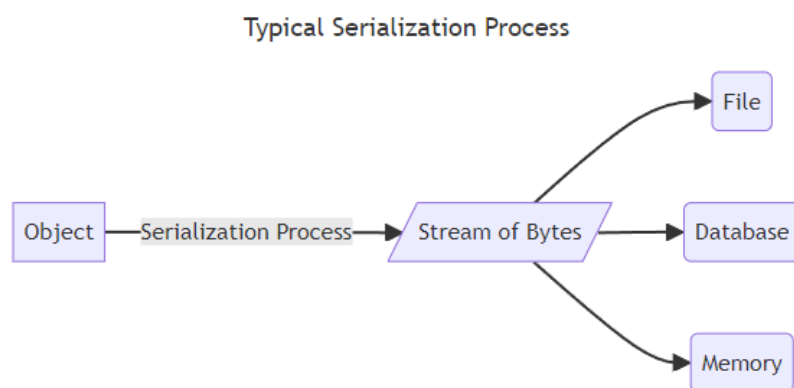 Typical Serialization Process
File
Object
Serialization Process
Stream of Bytes
Database
Memory